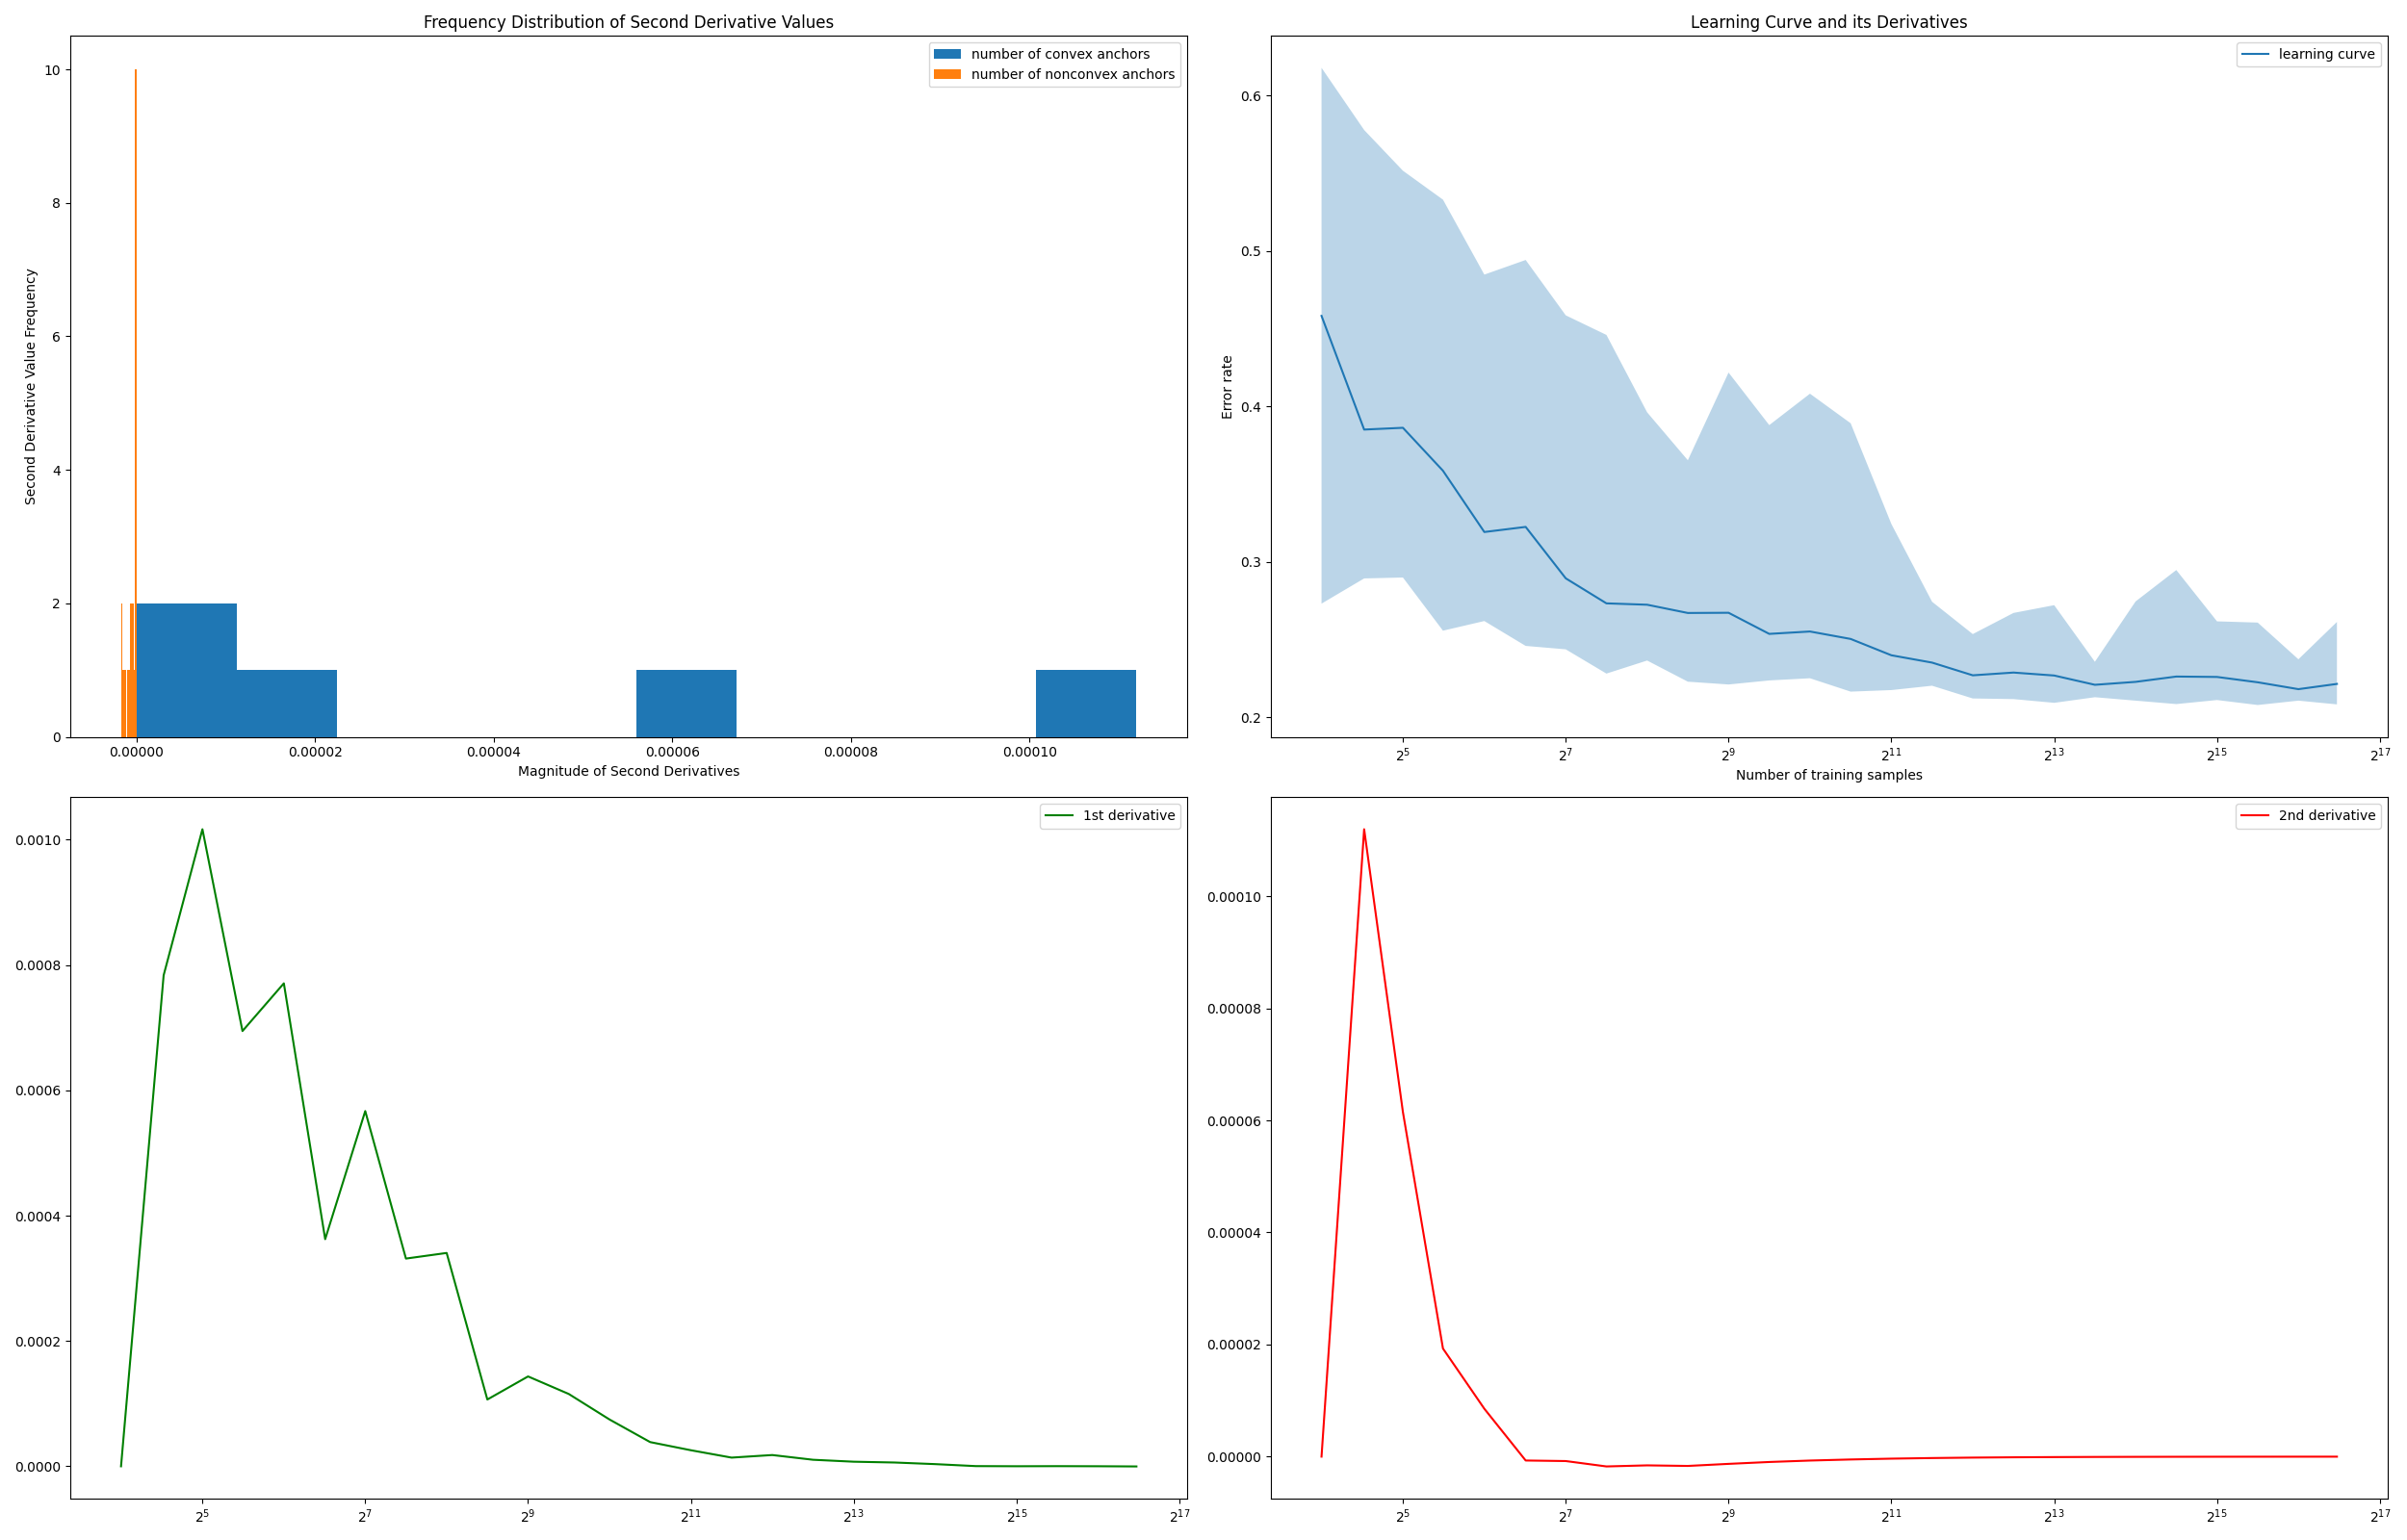 Frequency Distribution of Second Derivative Values
number of convex anchors
number of nonconvex anchors
Second Derivative Value Frequency
10
8
6
4
2
0
0.00000 0.00002 0.00004 0.00006 0.00008 0.00010
Magnitude of Second Derivatives
Learning Curve and its Derivatives
learning curve
Error rate
0.6
0.5
0.4
0.3
0.2
2^5 2^7 2^9 2^11 2^13 2^15 2^17
Number of training samples
1st derivative
0.0010
0.0008
0.0006
0.0004
0.0002
0.0000
2^5 2^7 2^9 2^11 2^13 2^15 2^17
2nd derivative
0.00010
0.00008
0.00006
0.00004
0.00002
0.00000
2^5 2^7 2^9 2^11 2^13 2^15 2^17